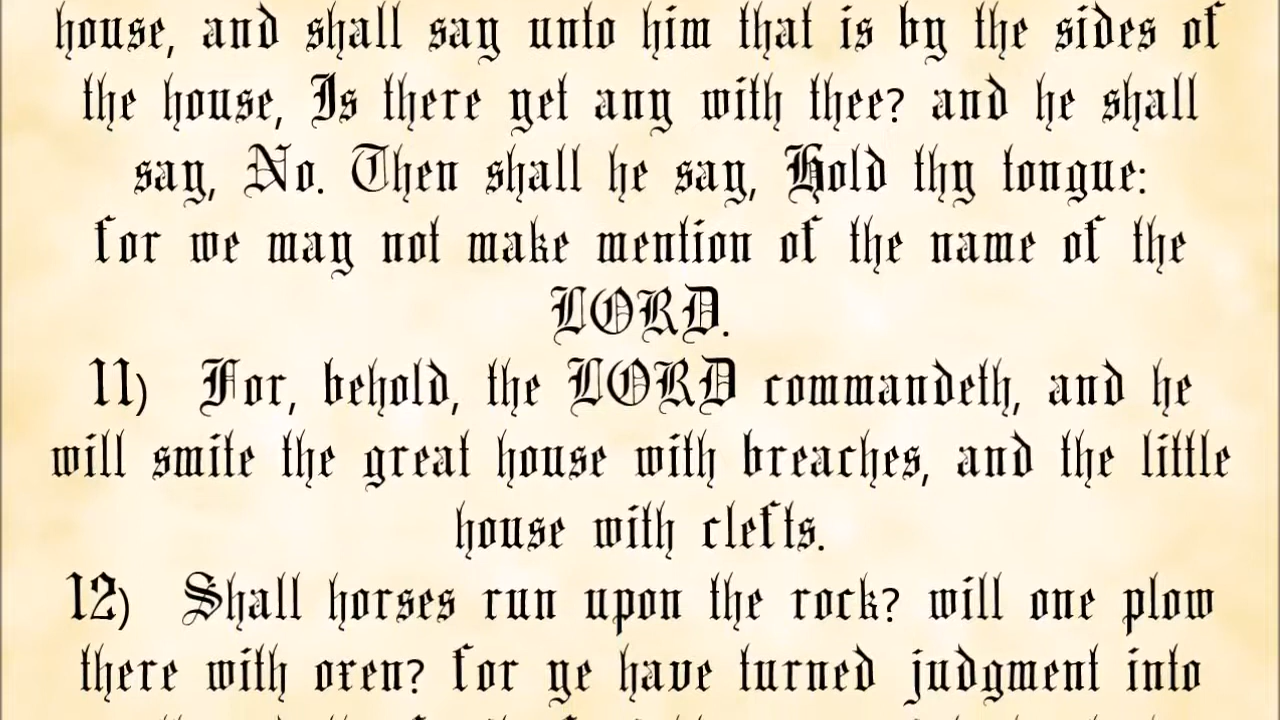 house, and shall say unto him that is by the sides of
the house, Is there yet any with thee? and he shall
say, No. Then shall he say, Hold thy tongue:
for we may not make mention of the name of the
LORD.
11) For, behold, the LORD commandeth, and he
will smite the great house with breaches, and the little
house with clefts.
12) Shall horses run upon the rock? will one plow
there with oxen? for ye have turned judgment into